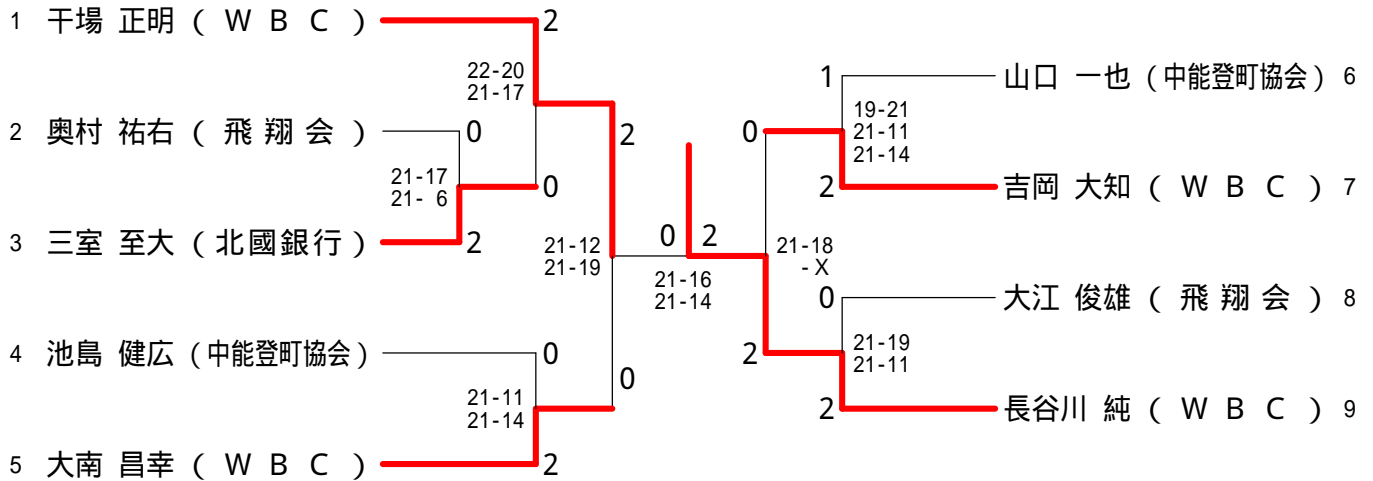 1 干場 正明 ( W B C ) 2
22-20
21-17
2 奥村 祐右 ( 飛 翔 会 ) 0
21-17
21- 6
0
3 三室 至大 ( 北國銀行 ) 2
2
21-12
21-19
4 池島 健広 (中能登町協会) 0
21-11
21-14
0
5 大南 昌幸 ( W B C ) 2
0 2
21-16
21-14
1 山口 一也 (中能登町協会) 6
19-21
21-11
21-14
0
2 吉岡 大知 ( W B C ) 7
21-18
- X
0 大江 俊雄 ( 飛 翔 会 ) 8
21-19
21-11
2
2 長谷川 純 ( W B C ) 9